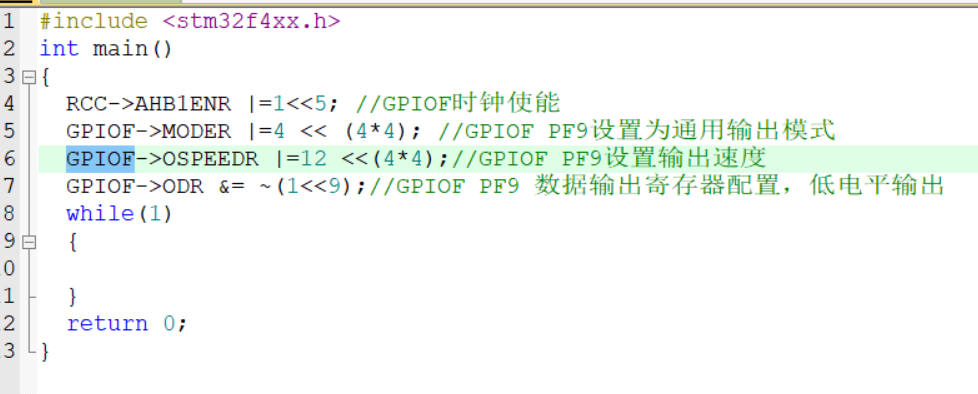 1 #include <stm32f4xx.h>
2 int main()
3 {
4 RCC->AHB1ENR |=1<<5; //GPIOF时钟使能
5 GPIOF->MODER |=4 << (4*4); //GPIOF PF9设置为通用输出模式
6 GPIOF->OSPEEDR |=12 <<(4*4);//GPIOF PF9设置输出速度
7 GPIOF->ODR &= ~(1<<9);//GPIOF PF9 数据输出寄存器配置，低电平输出
8 while(1)
9 {
0
1 }
2 return 0;
3 }